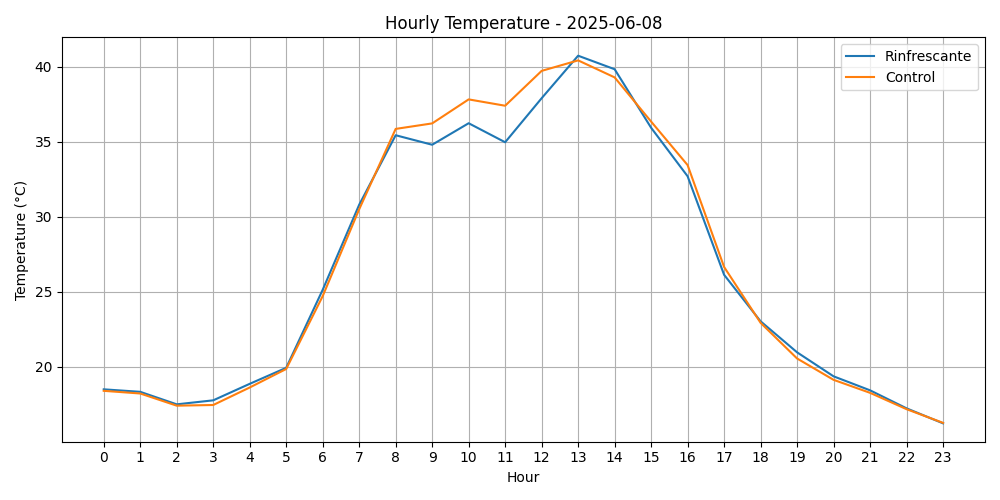 Hourly Temperature - 2025-06-08
Rinfrescante
Control
Temperature (°C)
40
35
30
25
20
0 1 2 3 4 5 6 7 8 9 10 11 12 13 14 15 16 17 18 19 20 21 22 23
Hour